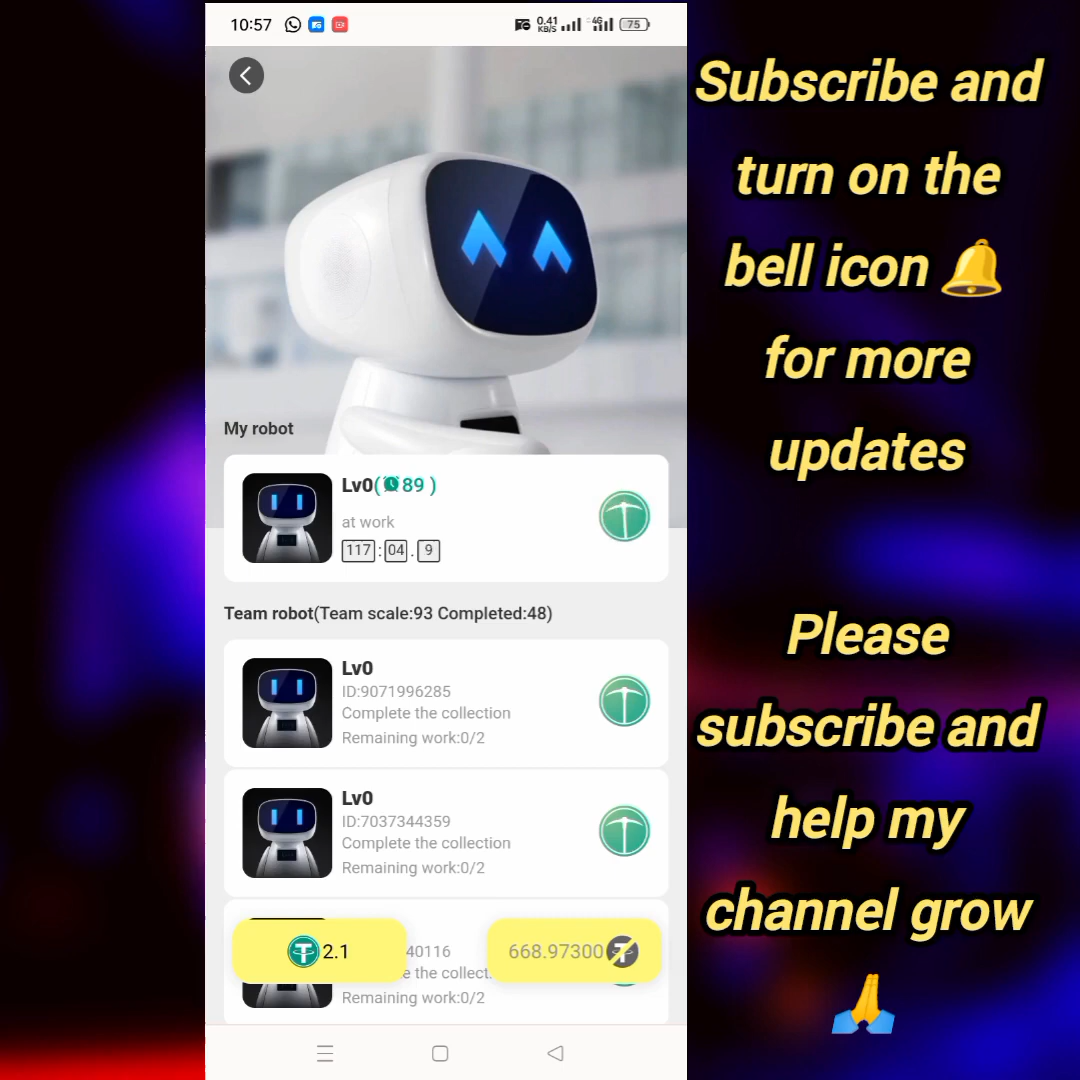 10:57
0.41
KB/S
4G
75
My robot
Lv0(89 )
at work
117:04.9
Team robot(Team scale:93 Completed:48)
Lv0
ID:9071996285
Complete the collection
Remaining work:0/2
Lv0
ID:7037344359
Complete the collection
Remaining work:0/2
2.1
40116
668.97300
e the collect.
Remaining work:0/2
Subscribe and
turn on the
bell icon 🔔
for more
updates
Please
subscribe and
help my
channel grow
🙏